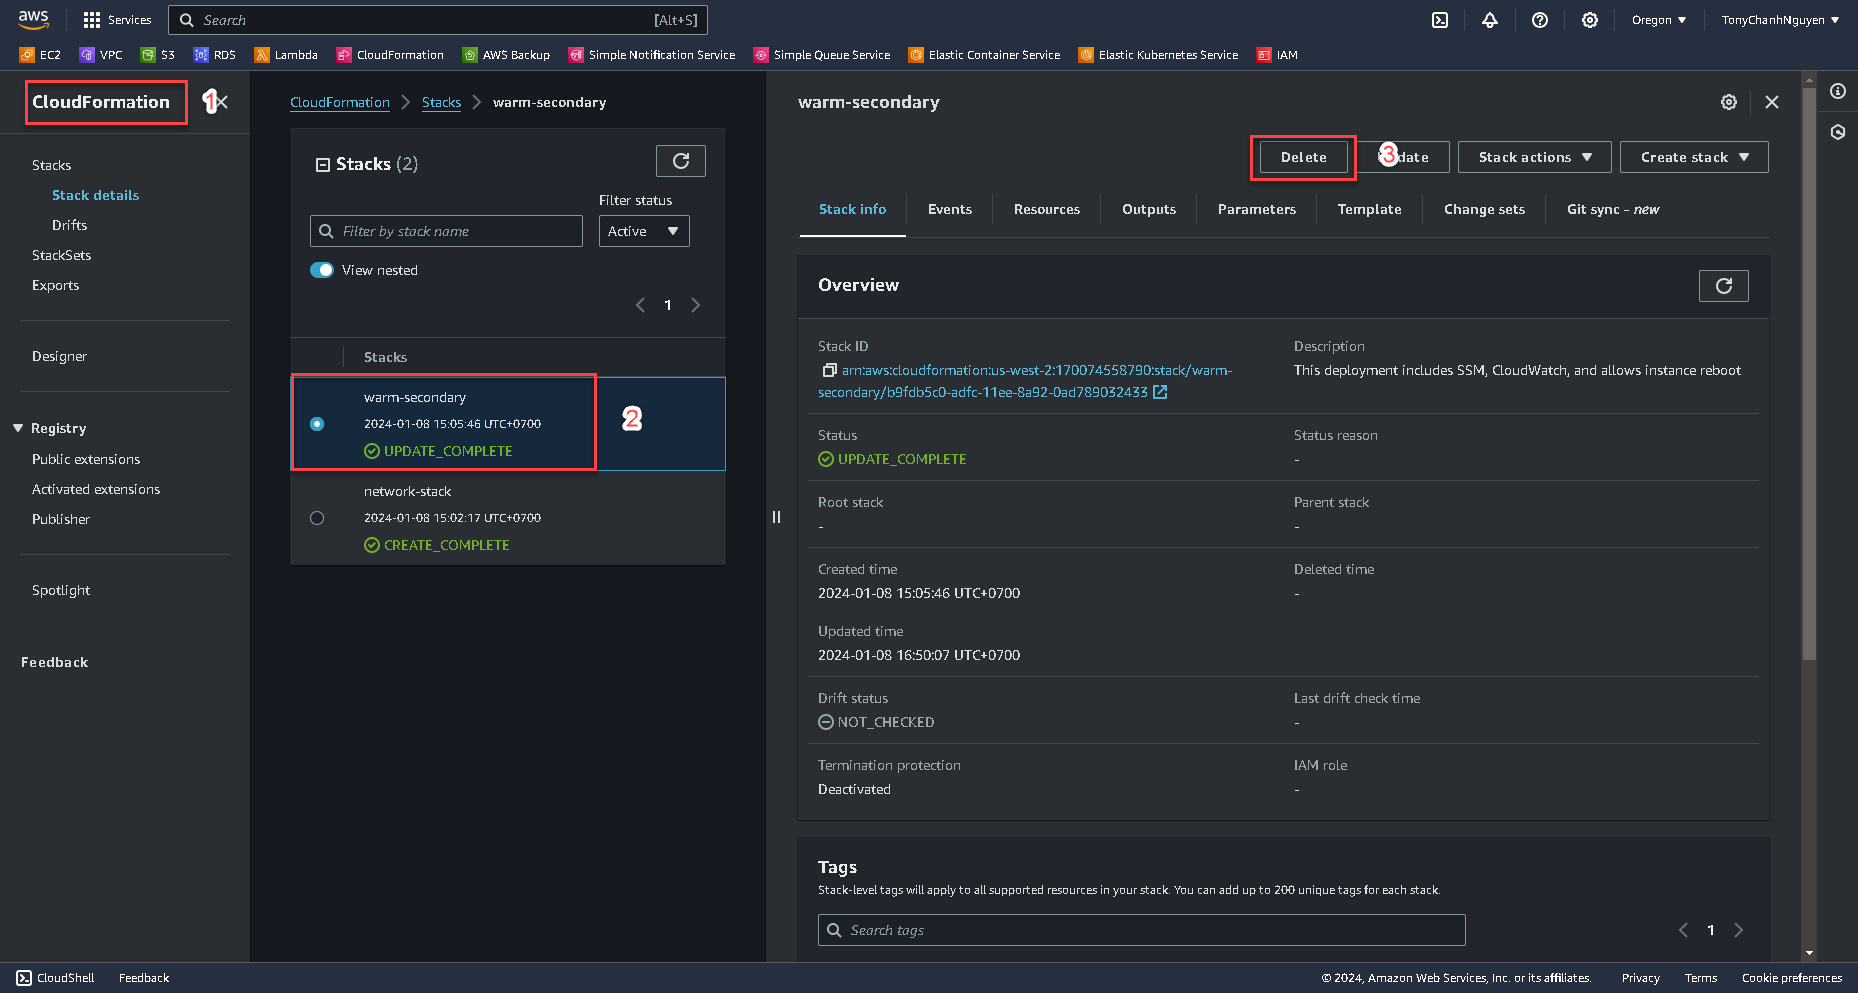 aws
Services
Search
[Alt+S]
Oregon ▼
TonyChanhNguyen ▼
EC2
VPC
S3
RDS
Lambda
CloudFormation
AWS Backup
Simple Notification Service
Simple Queue Service
Elastic Container Service
Elastic Kubernetes Service
IAM
CloudFormation
1
Stacks
Stack details
Drifts
StackSets
Exports
Designer
Registry
Public extensions
Activated extensions
Publisher
Spotlight
Feedback
CloudFormation
Stacks
warm-secondary
Stacks (2)
Filter status
Filter by stack name
Active
View nested
1
Stacks
warm-secondary
2024-01-08 15:05:46 UTC+0700
UPDATE_COMPLETE
2
network-stack
2024-01-08 15:02:17 UTC+0700
CREATE_COMPLETE
warm-secondary
Delete
3
Stack actions
Create stack
Stack info
Events
Resources
Outputs
Parameters
Template
Change sets
Git sync - new
Overview
Stack ID
arn:aws:cloudformation:us-west-2:170074558790:stack/warm-
secondary/b9fdb5c0-adfc-11ee-8a92-0ad789032433
Description
This deployment includes SSM, CloudWatch, and allows instance reboot
Status
UPDATE_COMPLETE
Status reason
-
Root stack
-
Parent stack
-
Created time
2024-01-08 15:05:46 UTC+0700
Deleted time
-
Updated time
2024-01-08 16:50:07 UTC+0700
Drift status
NOT_CHECKED
Last drift check time
-
Termination protection
Deactivated
IAM role
-
Tags
Stack-level tags will apply to all supported resources in your stack. You can add up to 200 unique tags for each stack.
Search tags
1
CloudShell
Feedback
© 2024, Amazon Web Services, Inc. or its affiliates.
Privacy
Terms
Cookie preferences